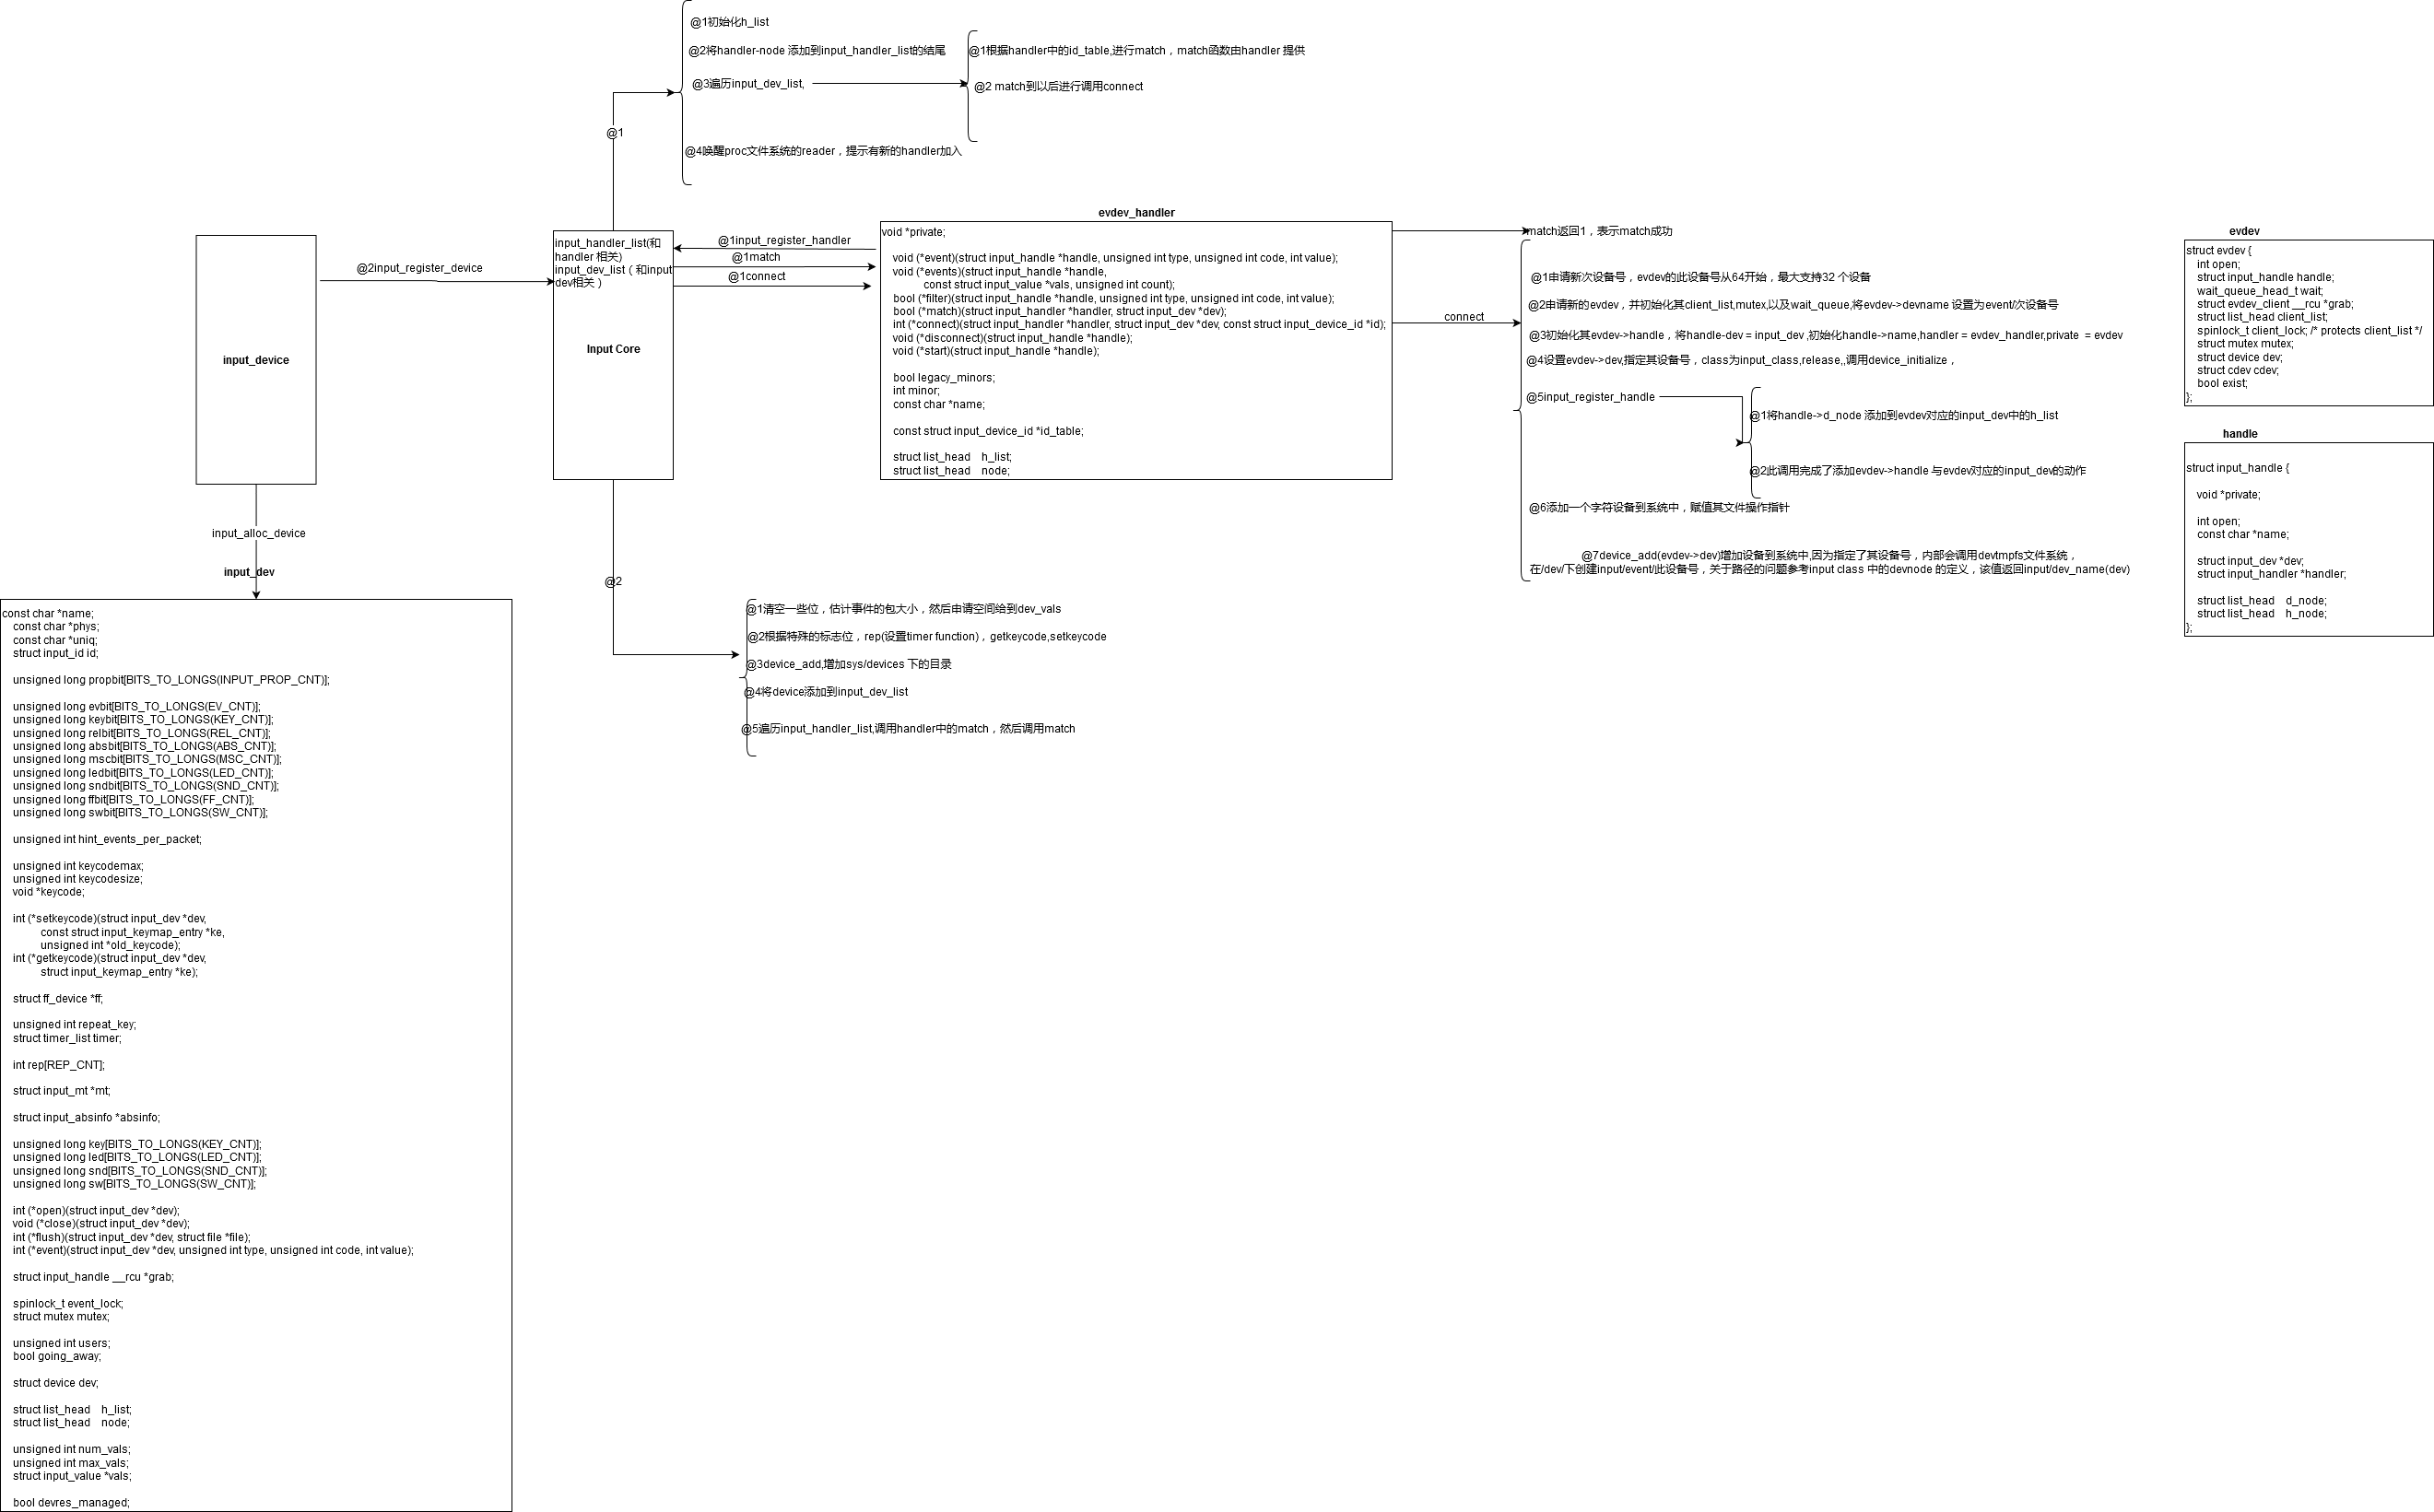 @1初始化h_list
@2将handler-node 添加到input_handler_list的结尾
@3遍历input_dev_list,
@4唤醒proc文件系统的reader，提示有新的handler加入
@1根据handler中的id_table,进行match，match函数由handler 提供
@2 match到以后进行调用connect
@1
input_device
@2input_register_device
input_handler_list(和
handler 相关)
input_dev_list（和input
dev相关）
Input Core
@1input_register_handler
@1match
@1connect
evdev_handler
void *private;
void (*event)(struct input_handle *handle, unsigned int type, unsigned int code, int value);
void (*events)(struct input_handle *handle,
const struct input_value *vals, unsigned int count);
bool (*filter)(struct input_handle *handle, unsigned int type, unsigned int code, int value);
bool (*match)(struct input_handler *handler, struct input_dev *dev);
int (*connect)(struct input_handler *handler, struct input_dev *dev, const struct input_device_id *id);
void (*disconnect)(struct input_handle *handle);
void (*start)(struct input_handle *handle);
bool legacy_minors;
int minor;
const char *name;
const struct input_device_id *id_table;
struct list_head    h_list;
struct list_head    node;
match返回1，表示match成功
connect
@1申请新次设备号，evdev的此设备号从64开始，最大支持32 个设备
@2申请新的evdev，并初始化其client_list,mutex,以及wait_queue,将evdev->devname 设置为event/次设备号
@3初始化其evdev->handle，将handle-dev = input_dev ,初始化handle->name,handler = evdev_handler,private  = evdev
@4设置evdev->dev,指定其设备号，class为input_class,release,,调用device_initialize，
@5input_register_handle
@1将handle->d_node 添加到evdev对应的input_dev中的h_list
@2此调用完成了添加evdev->handle 与evdev对应的input_dev的动作
@6添加一个字符设备到系统中，赋值其文件操作指针
@7device_add(evdev->dev)增加设备到系统中,因为指定了其设备号，内部会调用devtmpfs文件系统，
在/dev/下创建input/event/此设备号，关于路径的问题参考input class 中的devnode 的定义，该值返回input/dev_name(dev)
evdev
struct evdev {
int open;
struct input_handle handle;
wait_queue_head_t wait;
struct evdev_client __rcu *grab;
struct list_head client_list;
spinlock_t client_lock; /* protects client_list */
struct mutex mutex;
struct device dev;
struct cdev cdev;
bool exist;
};
handle
struct input_handle {
void *private;
int open;
const char *name;
struct input_dev *dev;
struct input_handler *handler;
struct list_head    d_node;
struct list_head    h_node;
};
@2
@1清空一些位，估计事件的包大小，然后申请空间给到dev_vals
@2根据特殊的标志位，rep(设置timer function)，getkeycode,setkeycode
@3device_add,增加sys/devices 下的目录
@4将device添加到input_dev_list
@5遍历input_handler_list,调用handler中的match，然后调用match
input_alloc_device
input_dev
const char *name;
const char *phys;
const char *uniq;
struct input_id id;
unsigned long propbit[BITS_TO_LONGS(INPUT_PROP_CNT)];
unsigned long evbit[BITS_TO_LONGS(EV_CNT)];
unsigned long keybit[BITS_TO_LONGS(KEY_CNT)];
unsigned long relbit[BITS_TO_LONGS(REL_CNT)];
unsigned long absbit[BITS_TO_LONGS(ABS_CNT)];
unsigned long mscbit[BITS_TO_LONGS(MSC_CNT)];
unsigned long ledbit[BITS_TO_LONGS(LED_CNT)];
unsigned long sndbit[BITS_TO_LONGS(SND_CNT)];
unsigned long ffbit[BITS_TO_LONGS(FF_CNT)];
unsigned long swbit[BITS_TO_LONGS(SW_CNT)];
unsigned int hint_events_per_packet;
unsigned int keycodemax;
unsigned int keycodesize;
void *keycode;
int (*setkeycode)(struct input_dev *dev,
const struct input_keymap_entry *ke,
unsigned int *old_keycode);
int (*getkeycode)(struct input_dev *dev,
struct input_keymap_entry *ke);
struct ff_device *ff;
unsigned int repeat_key;
struct timer_list timer;
int rep[REP_CNT];
struct input_mt *mt;
struct input_absinfo *absinfo;
unsigned long key[BITS_TO_LONGS(KEY_CNT)];
unsigned long led[BITS_TO_LONGS(LED_CNT)];
unsigned long snd[BITS_TO_LONGS(SND_CNT)];
unsigned long sw[BITS_TO_LONGS(SW_CNT)];
int (*open)(struct input_dev *dev);
void (*close)(struct input_dev *dev);
int (*flush)(struct input_dev *dev, struct file *file);
int (*event)(struct input_dev *dev, unsigned int type, unsigned int code, int value);
struct input_handle __rcu *grab;
spinlock_t event_lock;
struct mutex mutex;
unsigned int users;
bool going_away;
struct device dev;
struct list_head    h_list;
struct list_head    node;
unsigned int num_vals;
unsigned int max_vals;
struct input_value *vals;
bool devres_managed;